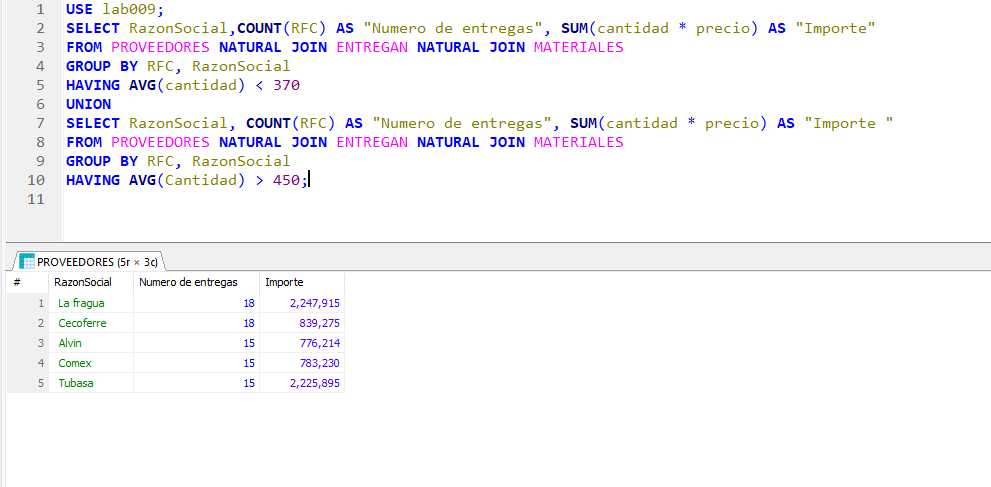 1 USE lab009;
2 SELECT RazonSocial,COUNT(RFC) AS "Numero de entregas", SUM(cantidad * precio) AS "Importe"
3 FROM PROVEEDORES NATURAL JOIN ENTREGAN NATURAL JOIN MATERIALES
4 GROUP BY RFC, RazonSocial
5 HAVING AVG(cantidad) < 370
6 UNION
7 SELECT RazonSocial, COUNT(RFC) AS "Numero de entregas", SUM(cantidad * precio) AS "Importe "
8 FROM PROVEEDORES NATURAL JOIN ENTREGAN NATURAL JOIN MATERIALES
9 GROUP BY RFC, RazonSocial
10 HAVING AVG(Cantidad) > 450;
11
PROVEEDORES (5r × 3c)
# RazonSocial Numero de entregas Importe
1 La fragua 18 2,247,915
2 Cecoferre 18 839,275
3 Alvin 15 776,214
4 Comex 15 783,230
5 Tubasa 15 2,225,895